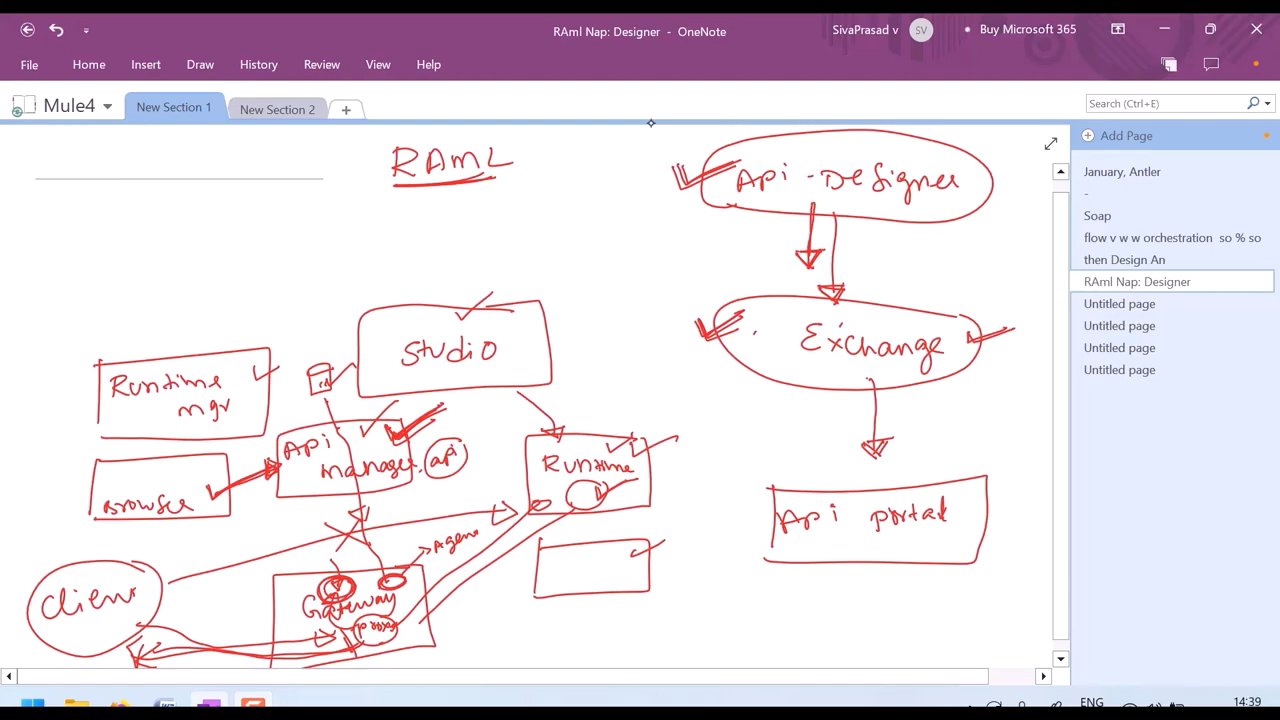 RAml Nap: Designer - OneNote
SivaPrasad v
SV
Buy Microsoft 365
File
Home
Insert
Draw
History
Review
View
Help
Mule4
New Section 1
New Section 2
Search (Ctrl+E)
Add Page
January, Antler
-
Soap
flow v w w orchestration so % so
then Design An
RAml Nap: Designer
Untitled page
Untitled page
Untitled page
Untitled page
RAML
Api - Designer
Exchange
Api portal
Studio
Runtime
mgr
Api
manager
api
Runtime
Browser
Agent
Client
Gateway
proxy
ENG
14:39